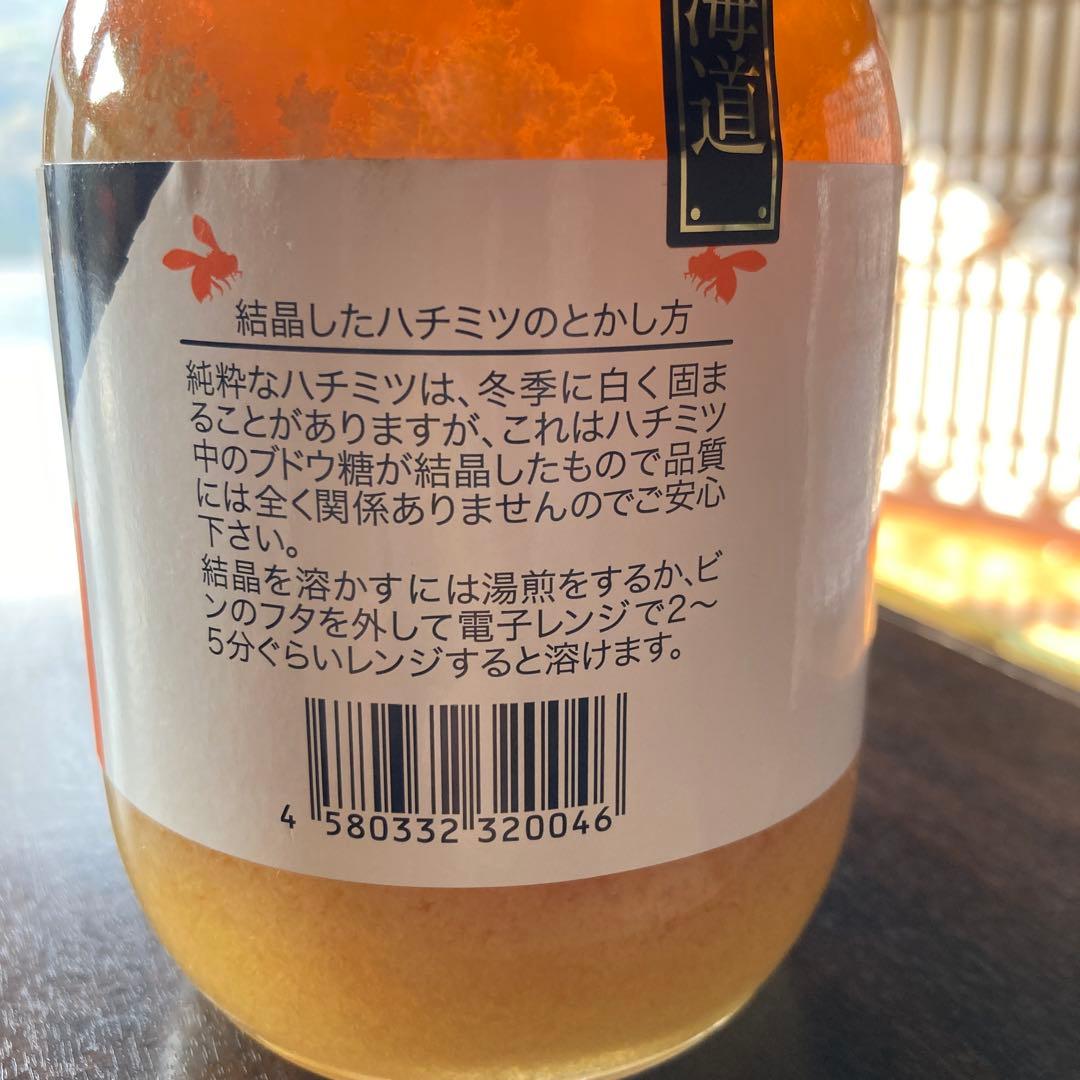 海道
結晶したハチミツのとかし方
純粋なハチミツは、冬季に白く固ま
ることがありますが、これはハチミツ
中のブドウ糖が結晶したもので品質
には全く関係ありませんのでご安心
下さい。
結晶を溶かすには湯煎をするか、ビ
ンのフタを外して電子レンジで2〜
5分ぐらいレンジすると溶けます。
4 580332 320046